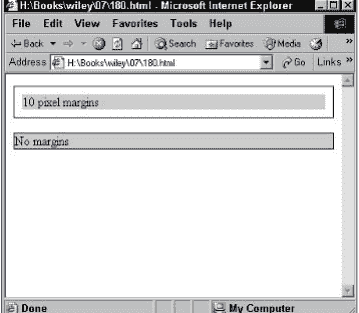 H:\Books\wiley\07\180.html - Microsoft Internet Explorer
File Edit View Favorites Tools Help
Back Search Favorites Media »
Address H:\Books\wiley\07\180.html Go Links »
10 pixel margins
No margins
Done My Computer